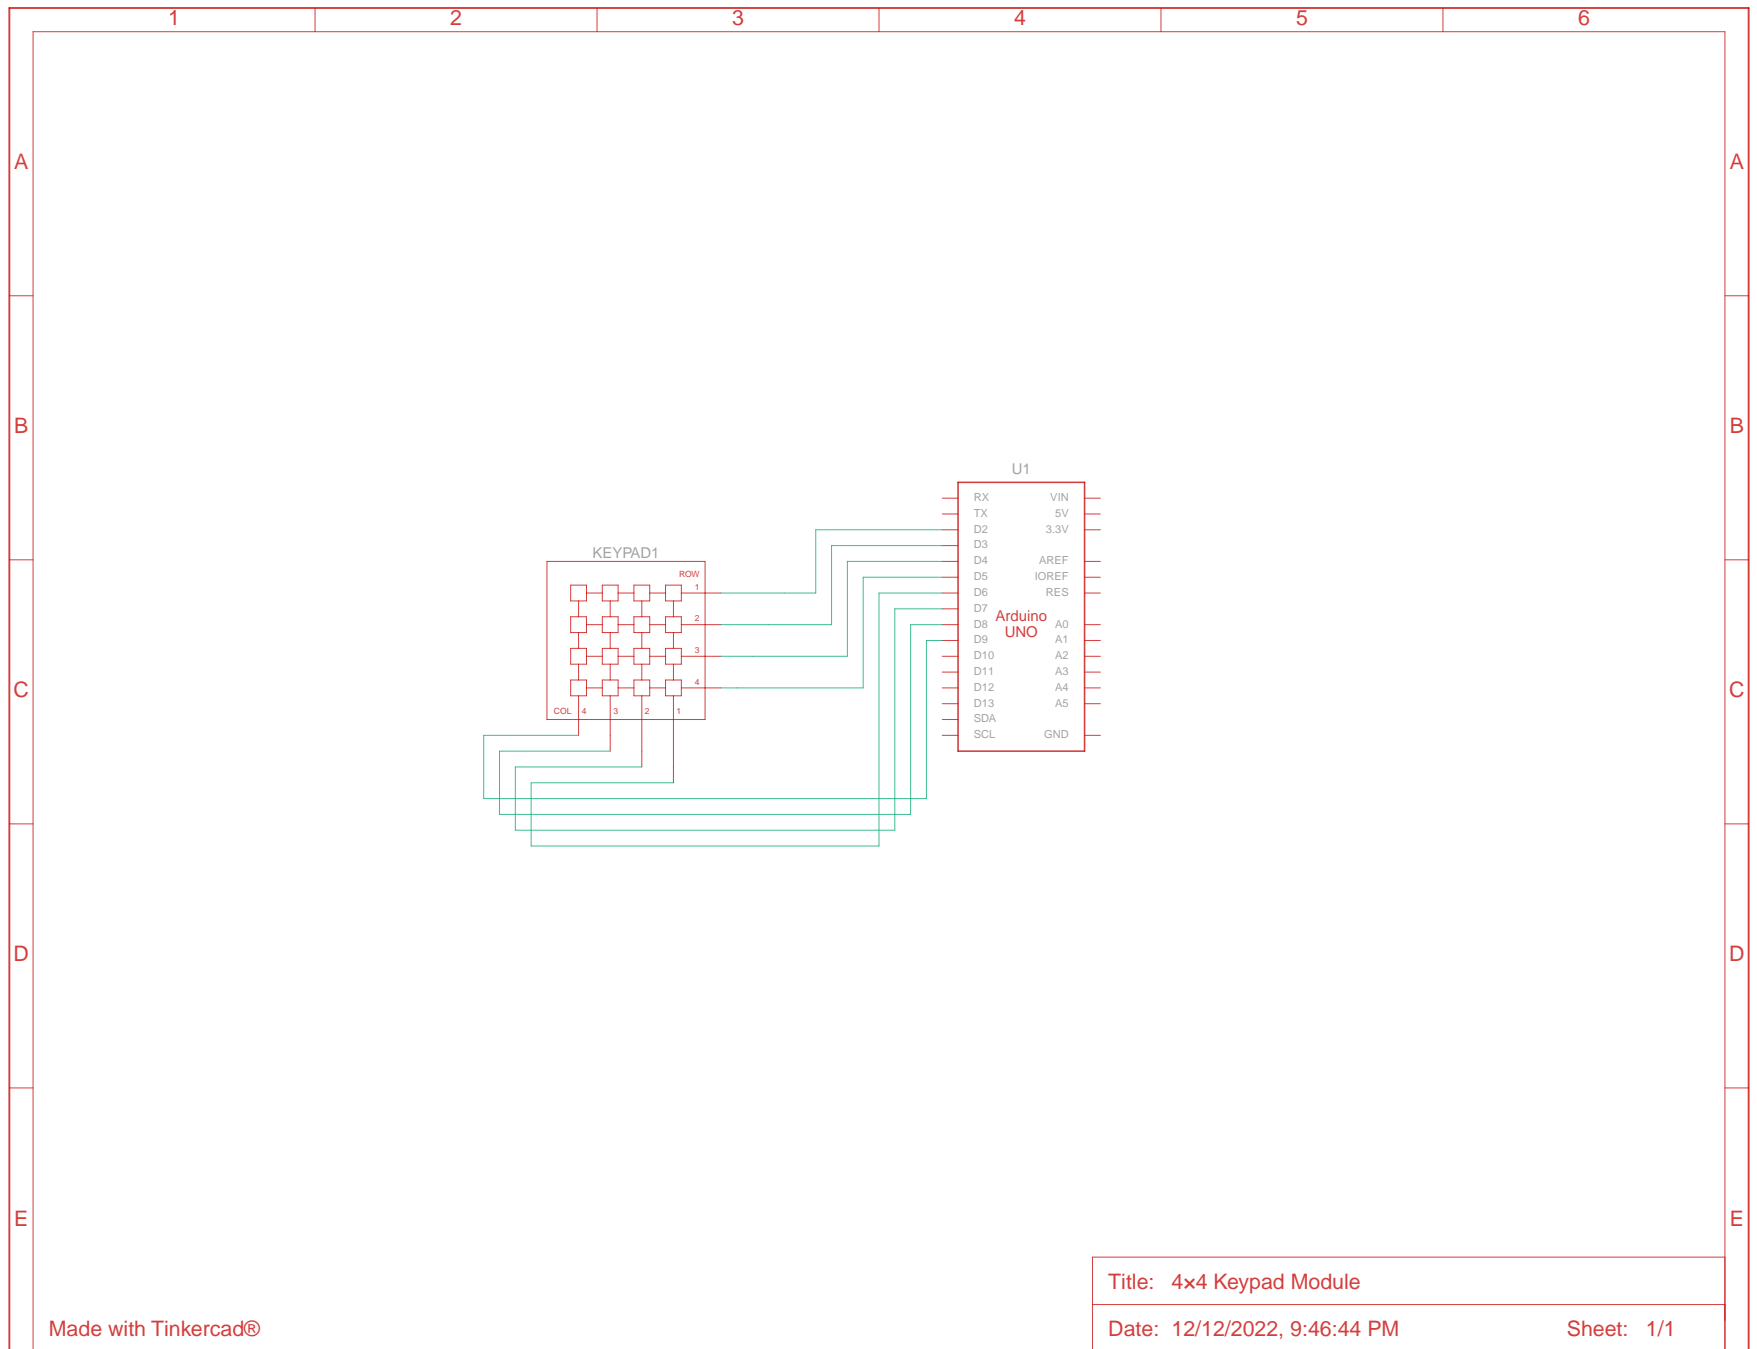 1 2 3 4 5 6
A A
B B
U1
RX VIN
TX 5V
D2 3.3V
D3
KEYPAD1
D4 AREF
ROW
D5 IOREF
1
D6 RES
D7
Arduino
2
D8 A0
UNO
D9 A1
3
D10 A2
D11 A3
4
D12 A4
C C
D13 A5
COL 4 3 2 1
SDA
SCL GND
D D
E E
Title: 4×4 Keypad Module
Made with Tinkercad®
Date: 12/12/2022, 9:46:44 PM Sheet: 1/1